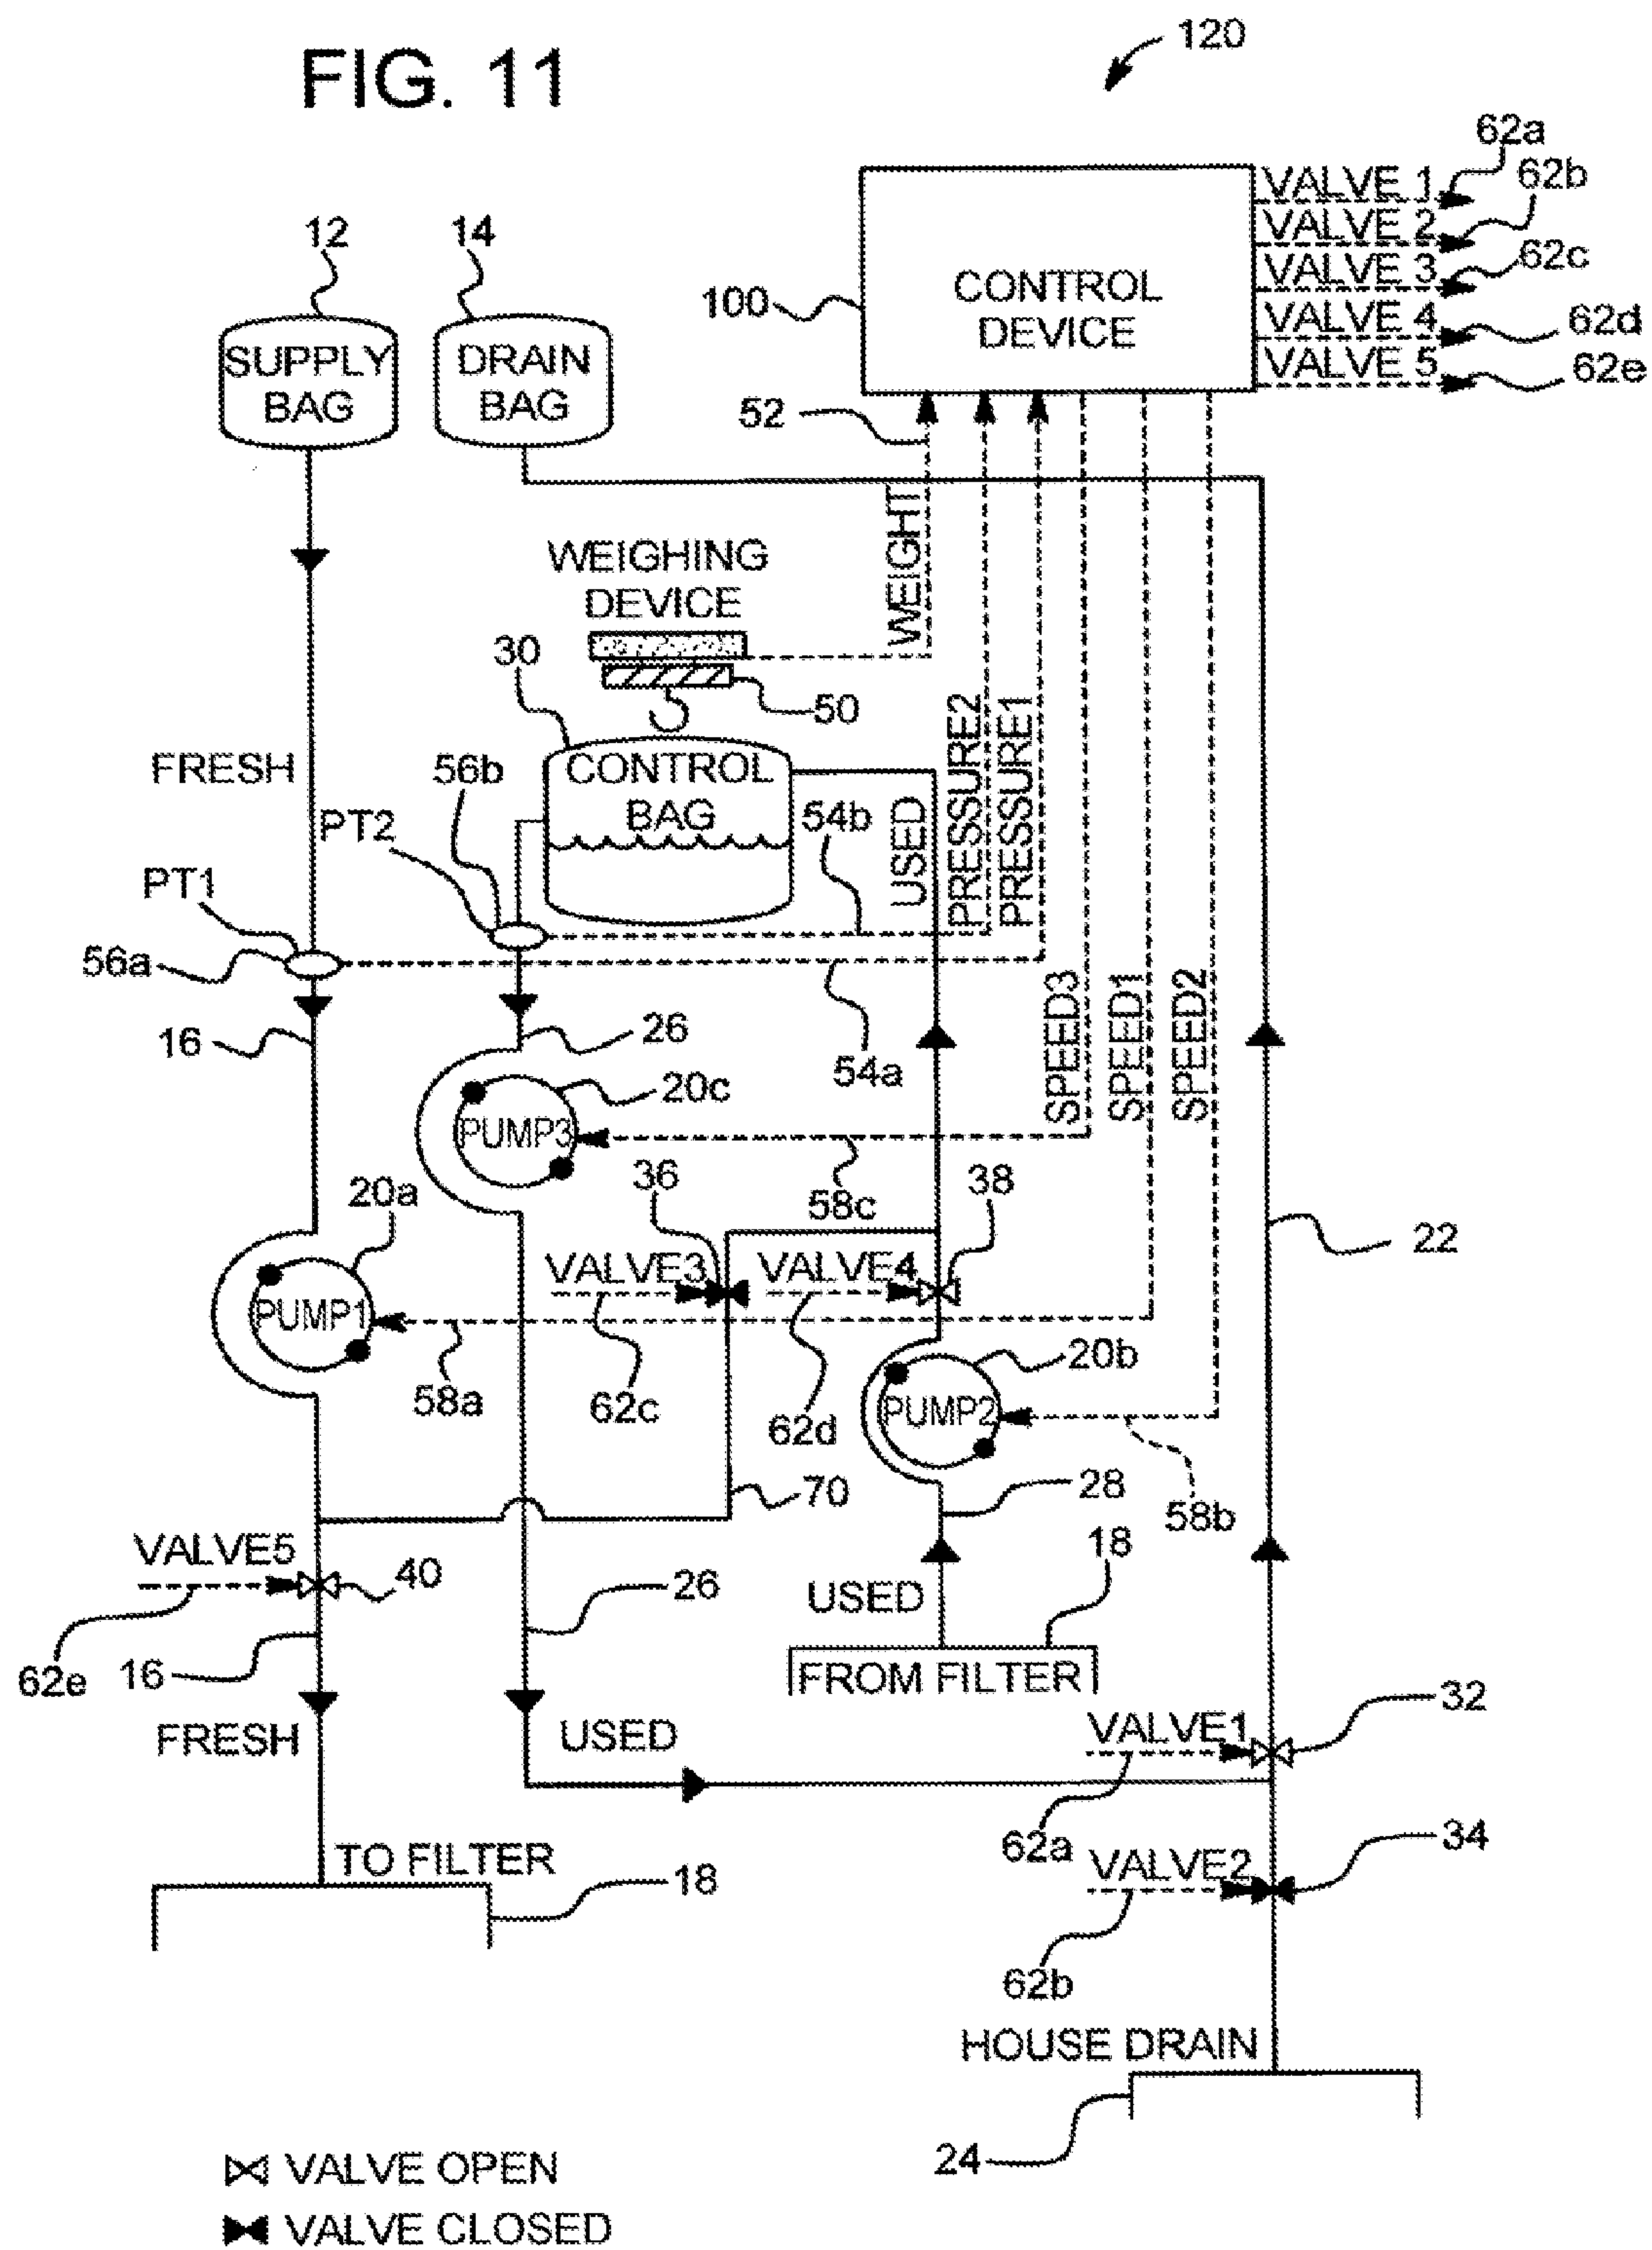 FIG. 11
120
62a
62b
62c
62d
62e
VALVE 1
VALVE 2
VALVE 3
VALVE 4
VALVE 5
12
14
100
CONTROL
DEVICE
SUPPLY
BAG
DRAIN
BAG
52
WEIGHT
WEIGHING
DEVICE
30
50
FRESH
56b
CONTROL
BAG
PT2
54b
USED
PRESSURE2
PRESSURE1
PT1
56a
16
26
54a
SPEED3
SPEED1
SPEED2
20c
PUMP3
36
58c
38
22
20a
VALVE3
VALVE4
PUMP1
58a
62c
62d
20b
PUMP2
70
28
58b
VALVE5
40
26
USED
18
62e
16
FROM FILTER
32
FRESH
USED
VALVE1
62a
34
TO FILTER
18
VALVE2
62b
HOUSE DRAIN
24
VALVE OPEN
VALVE CLOSED